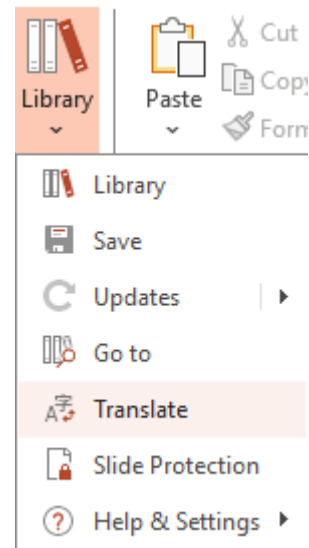 Library
Paste
Cut
Copy
Form
Library
Save
Updates
Go to
Translate
Slide Protection
Help & Settings